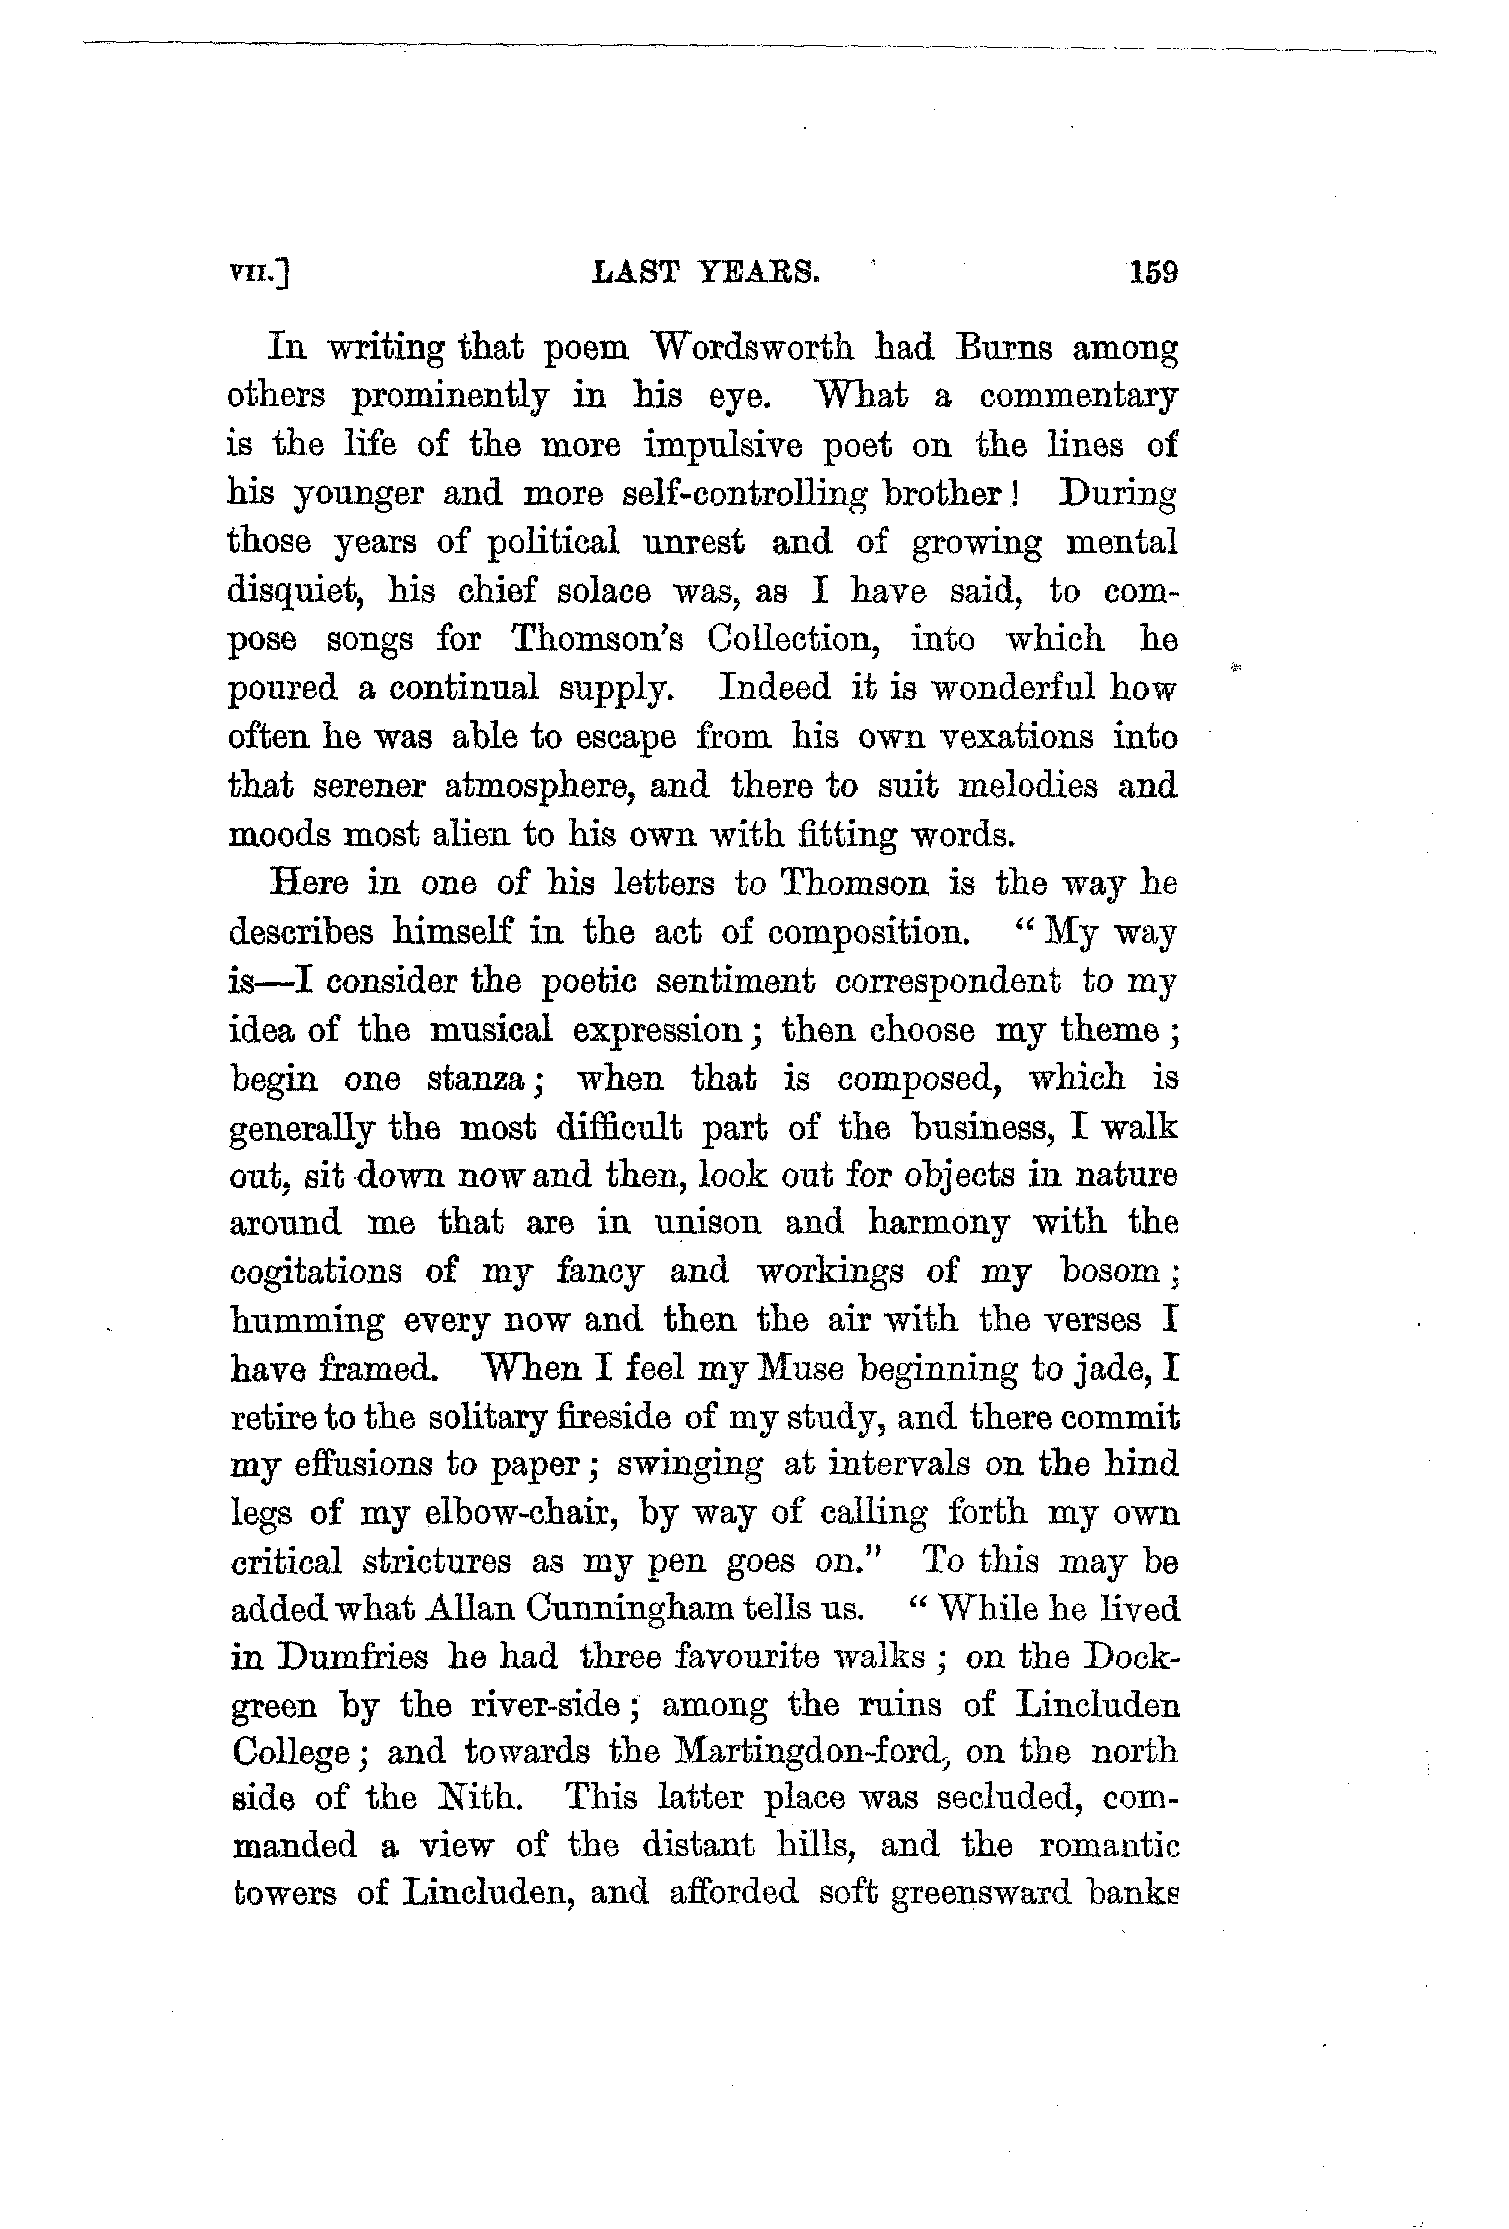 VII.] LAST YEARS. 159
In writing that poem Wordsworth had Burns among
others prominently in his eye. What a commentary
is the life of the more impulsive poet on the lines of
his younger and more self-controlling brother! During
those years of political unrest and of growing mental
disquiet, his chief solace was, as I have said, to com-
pose songs for Thomson's Collection, into which he
poured a continual supply. Indeed it is wonderful how
often he was able to escape from his own vexations into
that serener atmosphere, and there to suit melodies and
moods most alien to his own with fitting words.
Here in one of his letters to Thomson is the way he
describes himself in the act of composition. "My way
is—I consider the poetic sentiment correspondent to my
idea of the musical expression; then choose my theme;
begin one stanza; when that is composed, which is
generally the most difficult part of the business, I walk
out, sit down now and then, look out for objects in nature
around me that are in unison and harmony with the
cogitations of my fancy and workings of my bosom;
humming every now and then the air with the verses I
have framed. When I feel my Muse beginning to jade, I
retire to the solitary fireside of my study, and there commit
my effusions to paper; swinging at intervals on the hind
legs of my elbow-chair, by way of calling forth my own
critical strictures as my pen goes on." To this may be
added what Allan Cunningham tells us. "While he lived
in Dumfries he had three favourite walks; on the Dock-
green by the river-side; among the ruins of Lincluden
College; and towards the Martingdon-ford, on the north
side of the Nith. This latter place was secluded, com-
manded a view of the distant hills, and the romantic
towers of Lincluden, and afforded soft greensward banks